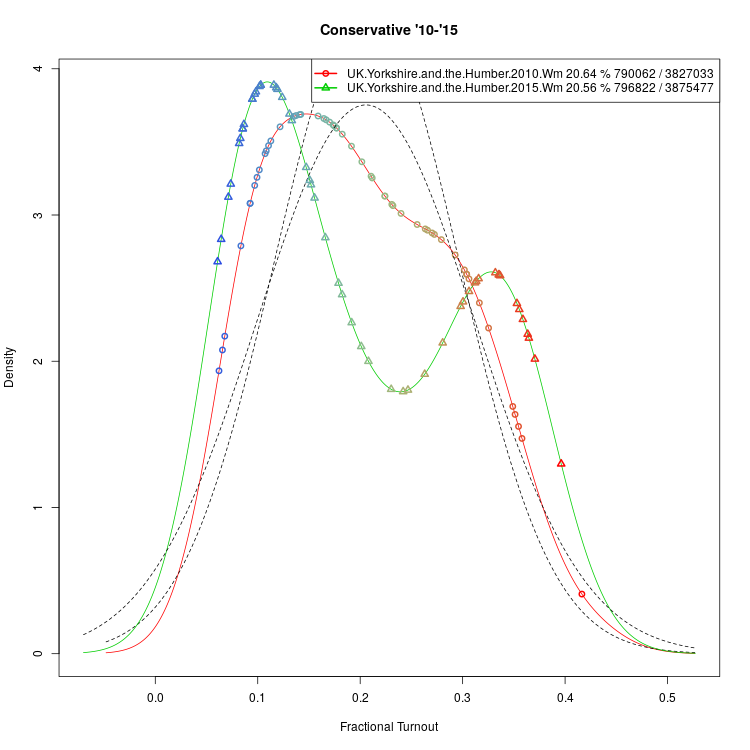 Conservative '10-'15
UK.Yorkshire.and.the.Humber.2010.Wm 20.64 % 790062 / 3827033
UK.Yorkshire.and.the.Humber.2015.Wm 20.56 % 796822 / 3875477
Density
4
3
2
1
0
0.0 0.1 0.2 0.3 0.4 0.5
Fractional Turnout